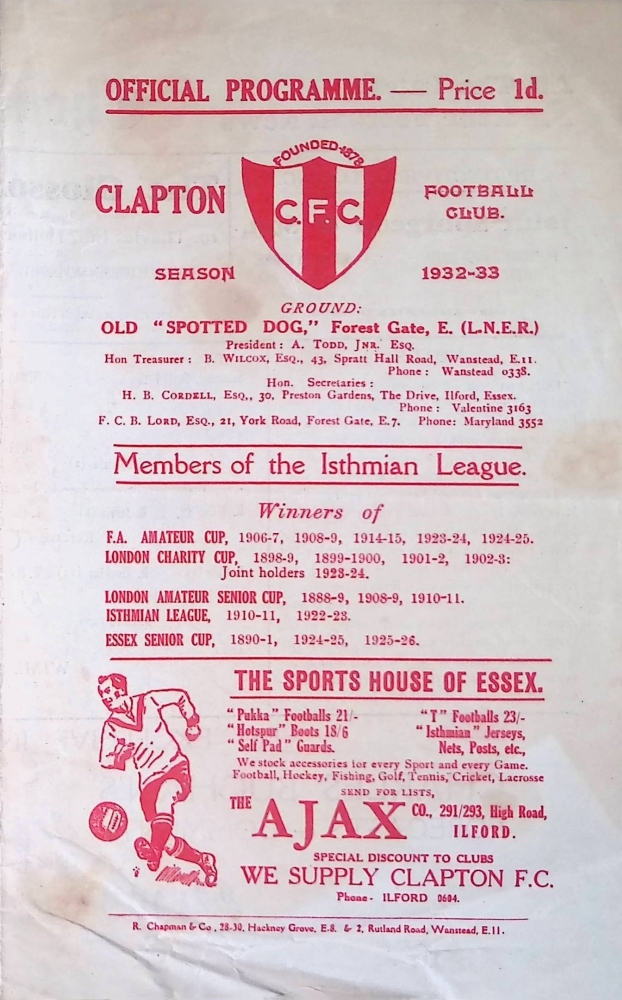 OFFICIAL PROGRAMME. — Price 1d.
FOUNDED-1878
CLAPTON C.F.C. FOOTBALL CLUB.
SEASON 1932-33
GROUND:
OLD "SPOTTED DOG," Forest Gate, E. (L.N.E.R.)
President: A. TODD, JNR. ESQ.
Hon Treasurer: B. WILCOX, ESQ., 43, Spratt Hall Road, Wanstead, E.11.
Phone: Wanstead 0338.
Hon. Secretaries:
H. B. CORDELL, ESQ., 30, Preston Gardens, The Drive, Ilford, Essex.
Phone: Valentine 3163
F. C. B. LORD, ESQ., 21, York Road, Forest Gate, E.7. Phone: Maryland 3552
Members of the Isthmian League.
Winners of
F.A. AMATEUR CUP, 1906-7, 1908-9, 1914-15, 1923-24, 1924-25.
LONDON CHARITY CUP, 1898-9, 1899-1900, 1901-2, 1902-3:
Joint holders 1923-24.
LONDON AMATEUR SENIOR CUP, 1888-9, 1908-9, 1910-11.
ISTHMIAN LEAGUE, 1910-11, 1922-23.
ESSEX SENIOR CUP, 1890-1, 1924-25, 1925-26.
THE SPORTS HOUSE OF ESSEX.
"Pukka" Footballs 21/- "T" Footballs 23/-
"Hotspur" Boots 18/6 "Isthmian" Jerseys,
"Self Pad" Guards. Nets, Posts, etc.,
We stock accessories for every Sport and every Game.
Football, Hockey, Fishing, Golf, Tennis, Cricket, Lacrosse
SEND FOR LISTS,
THE AJAX CO., 291/293, High Road,
ILFORD.
SPECIAL DISCOUNT TO CLUBS
WE SUPPLY CLAPTON F.C.
Phone- ILFORD 0604.
R. Chapman & Co, 28-30, Hackney Grove, E.8. & 2, Rutland Road, Wanstead, E.11.